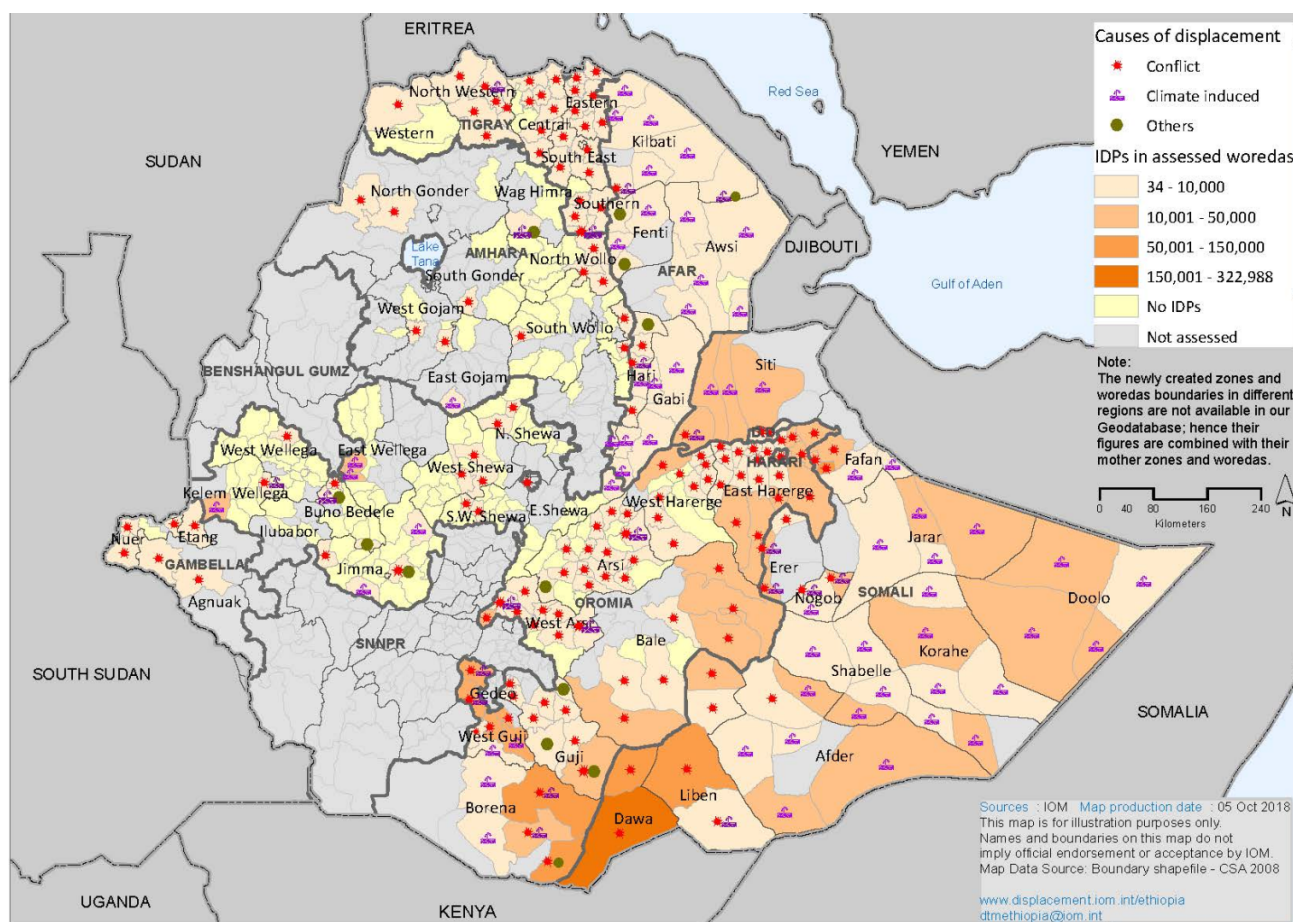 ERITREA
Red Sea
YEMEN
SUDAN
North Western
Eastern
TIGRAY
Central
Western
Kilbati
South East
North Gonder
Wag Himra
Southern
Fenti
Awsi
DJIBOUTI
Lake
Tana
AMHARA
North Wollo
AFAR
South Gonder
Gulf of Aden
West Gojam
South Wollo
BENSHANGUL GUMZ
East Gojam
Hari
Gabi
Siti
N. Shewa
West Wellega
East Wellega
West Shewa
HARARI
Fafan
Kelem Wellega
Buno Bedele
West Harerge
East Harerge
S.W. Shewa
E.Shewa
Nuer
Etang
Ilubabor
Jarar
GAMBELLA
Jimma
Arsi
Erer
Agnuak
Nogob
SOMALI
Doolo
OROMIA
West Arsi
SNNPR
Bale
Korahe
SOUTH SUDAN
Shabelle
Gedeo
SOMALIA
West Guji
Guji
Afder
Borena
Liben
Dawa
UGANDA
KENYA
Causes of displacement
Conflict
Climate induced
Others
IDPs in assessed woredas
34 - 10,000
10,001 - 50,000
50,001 - 150,000
150,001 - 322,988
No IDPs
Not assessed
Note:
The newly created zones and
woredas boundaries in different
regions are not available in our
Geodatabase; hence their
figures are combined with their
mother zones and woredas.
0 40 80 160 240
Kilometers
N
Sources : IOM Map production date : 05 Oct 2018
This map is for illustration purposes only.
Names and boundaries on this map do not
imply official endorsement or acceptance by IOM.
Map Data Source: Boundary shapefile - CSA 2008
www.displacement.iom.int/ethiopia
dtmethiopia@iom.int